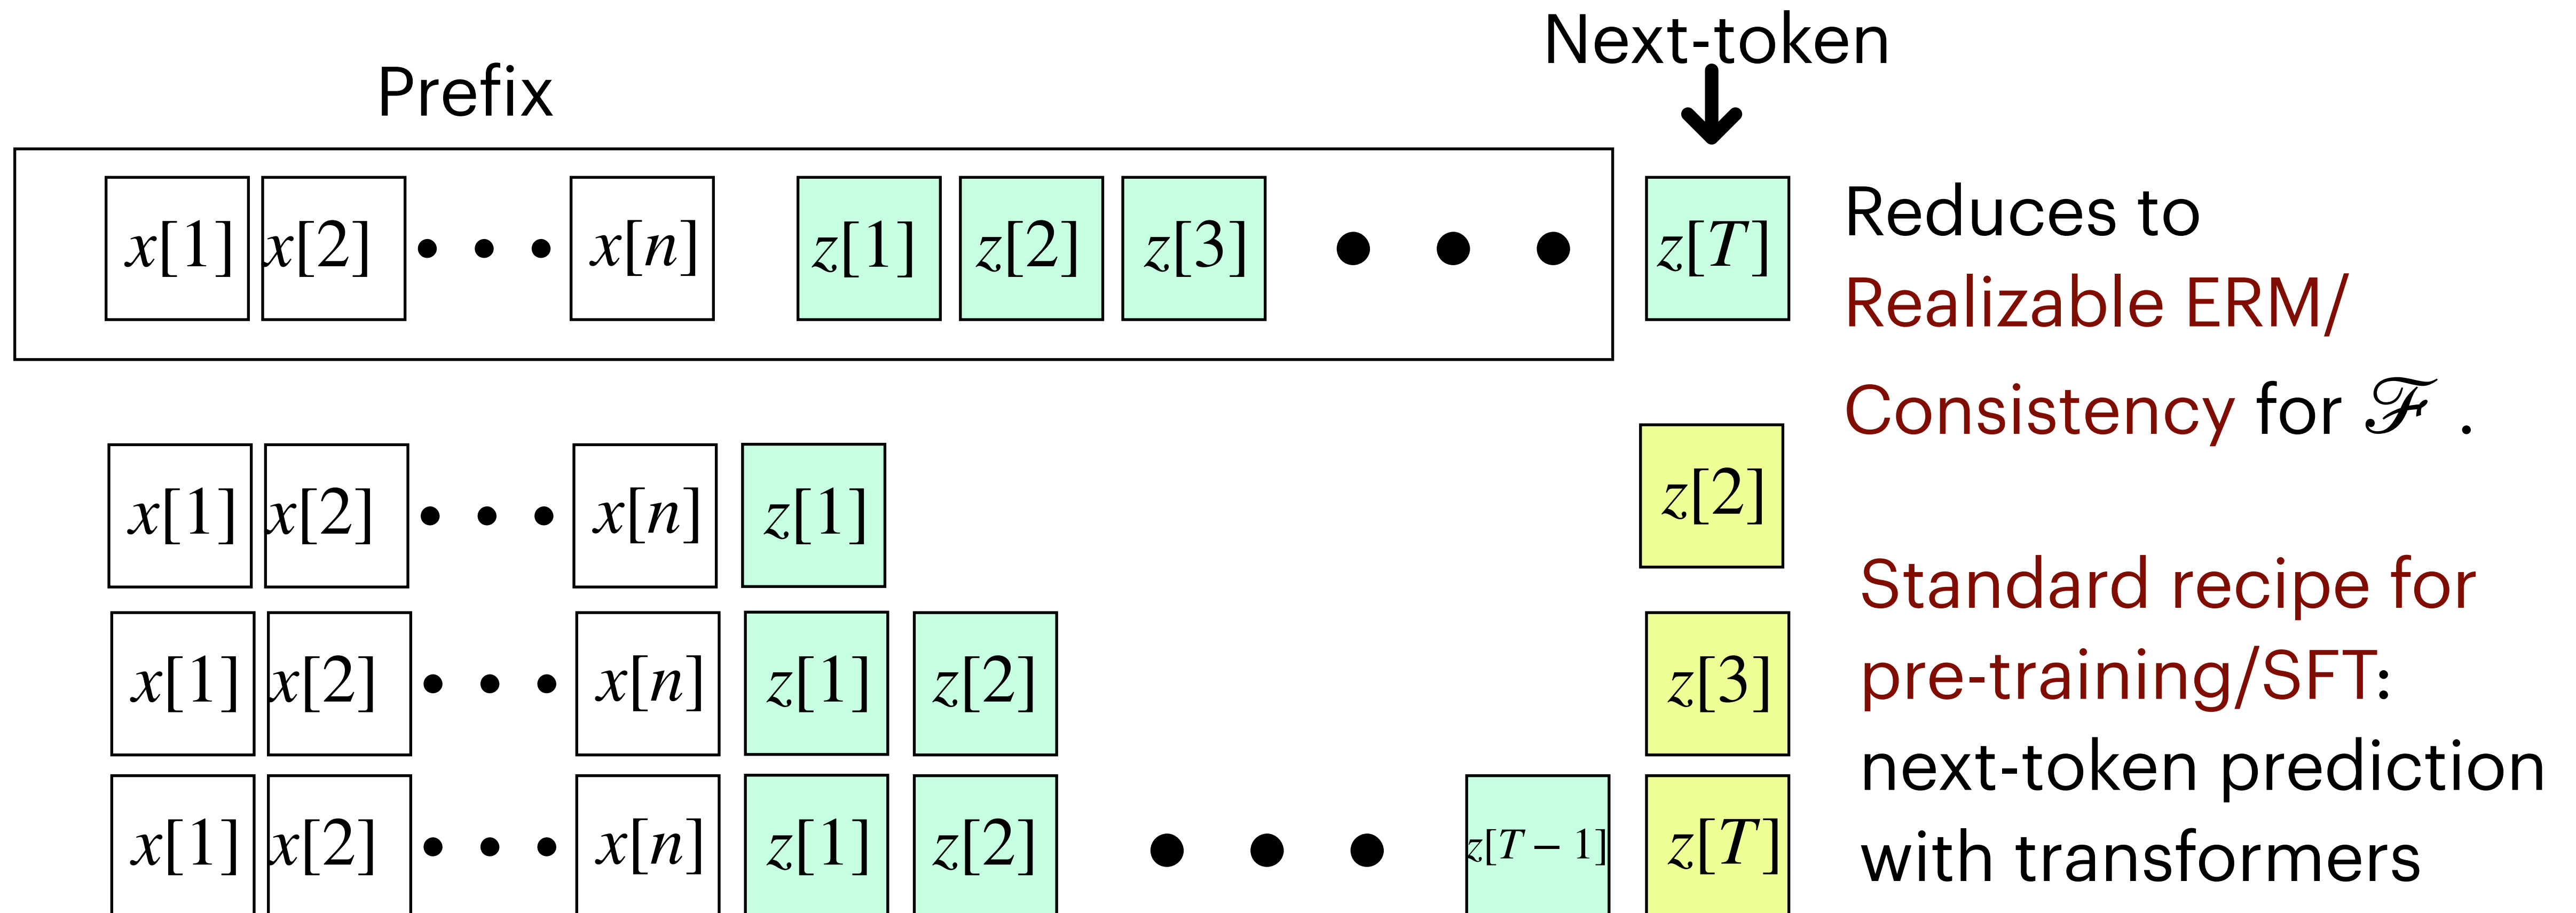 Next-token
Prefix
x[1] x[2] • • • x[n] z[1] z[2] z[3] • • • z[T]
Reduces to
Realizable ERM/
Consistency for ℱ .
x[1] x[2] • • • x[n] z[1] z[2]
x[1] x[2] • • • x[n] z[1] z[2] z[3]
x[1] x[2] • • • x[n] z[1] z[2] • • • z[T − 1] z[T]
Standard recipe for
pre-training/SFT:
next-token prediction
with transformers